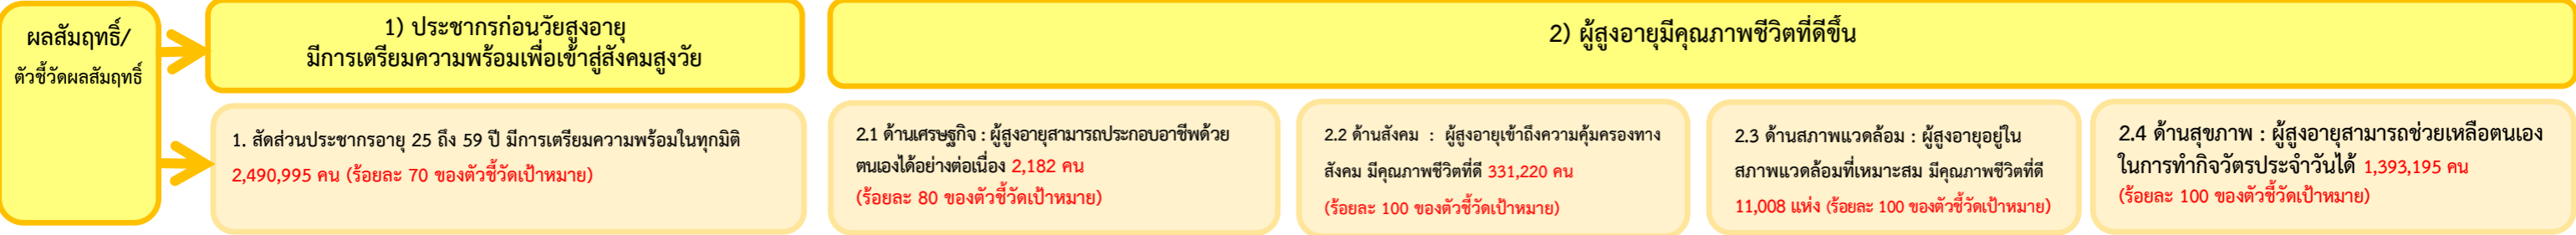 ผลสัมฤทธิ์/
ตัวชี้วัดผลสัมฤทธิ์
1) ประชากรก่อนวัยสูงอายุ
มีการเตรียมความพร้อมเพื่อเข้าสู่สังคมสูงวัย
2) ผู้สูงอายุมีคุณภาพชีวิตที่ดีขึ้น
1. สัดส่วนประชากรอายุ 25 ถึง 59 ปี มีการเตรียมความพร้อมในทุกมิติ
2,490,995 คน (ร้อยละ 70 ของตัวชี้วัดเป้าหมาย)
2.1 ด้านเศรษฐกิจ : ผู้สูงอายุสามารถประกอบอาชีพด้วย
ตนเองได้อย่างต่อเนื่อง 2,182 คน
(ร้อยละ 80 ของตัวชี้วัดเป้าหมาย)
2.2 ด้านสังคม : ผู้สูงอายุเข้าถึงความคุ้มครองทาง
สังคม มีคุณภาพชีวิตที่ดี 331,220 คน
(ร้อยละ 100 ของตัวชี้วัดเป้าหมาย)
2.3 ด้านสภาพแวดล้อม : ผู้สูงอายุอยู่ใน
สภาพแวดล้อมที่เหมาะสม มีคุณภาพชีวิตที่ดี
11,008 แห่ง (ร้อยละ 100 ของตัวชี้วัดเป้าหมาย)
2.4 ด้านสุขภาพ : ผู้สูงอายุสามารถช่วยเหลือตนเอง
ในการทำกิจวัตรประจำวันได้ 1,393,195 คน
(ร้อยละ 100 ของตัวชี้วัดเป้าหมาย)